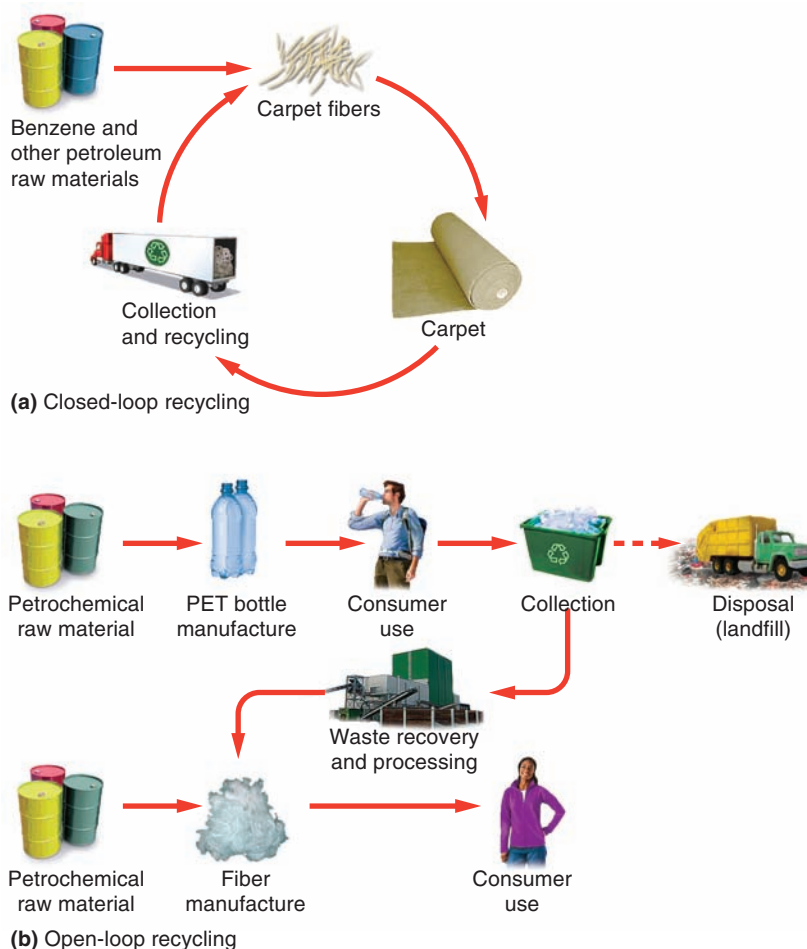 Carpet fibers
Benzene and
other petroleum
raw materials
Collection
and recycling
Carpet
(a) Closed-loop recycling
Petrochemical
raw material
PET bottle
manufacture
Consumer
use
Collection
Disposal
(landfill)
Waste recovery
and processing
Petrochemical
raw material
Fiber
manufacture
Consumer
use
(b) Open-loop recycling